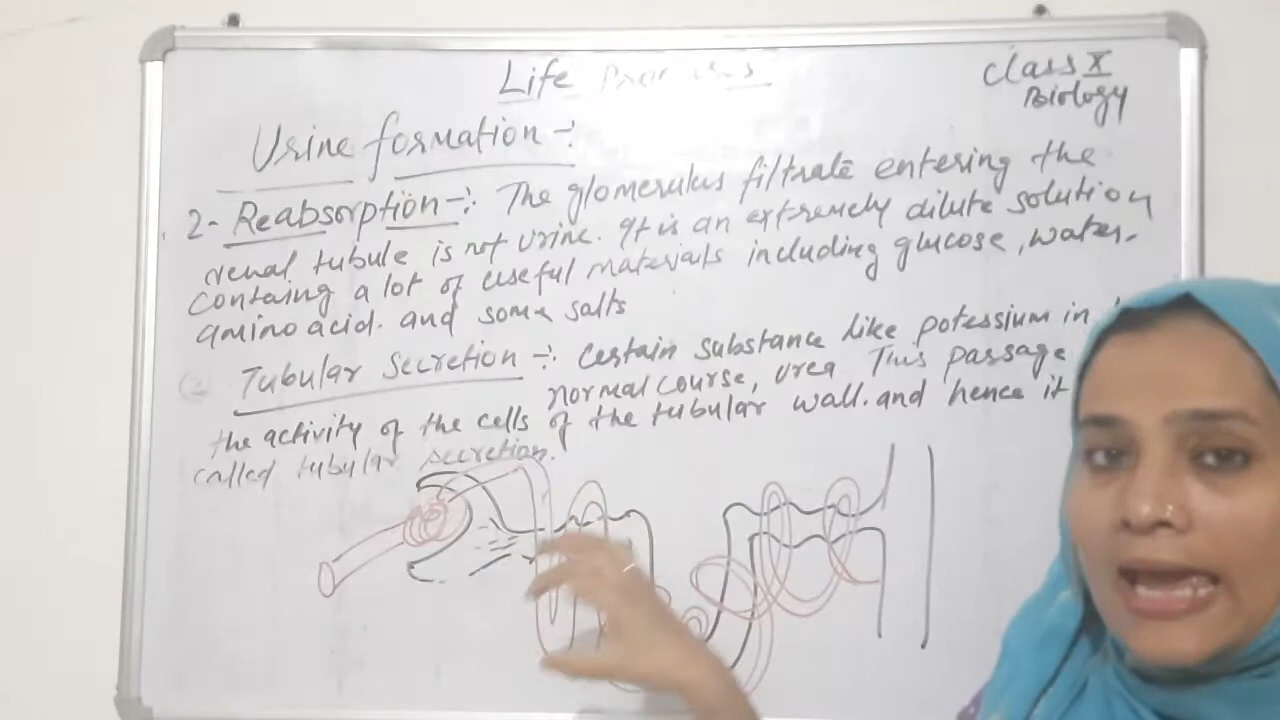 Life Processes
Class X
Biology
Urine formation -:
2- Reabsorption -: The glomerulus filtrate entering the
renal tubule is not urine. It is an extremely dilute solution
containg a lot of useful materials including glucose, water,
amino acid. and some salts
Tubular Secretion -: Certain substance like potessium in
normal course, urea This passage
the activity of the cells of the tubular wall. and hence it
called tubular secretion.